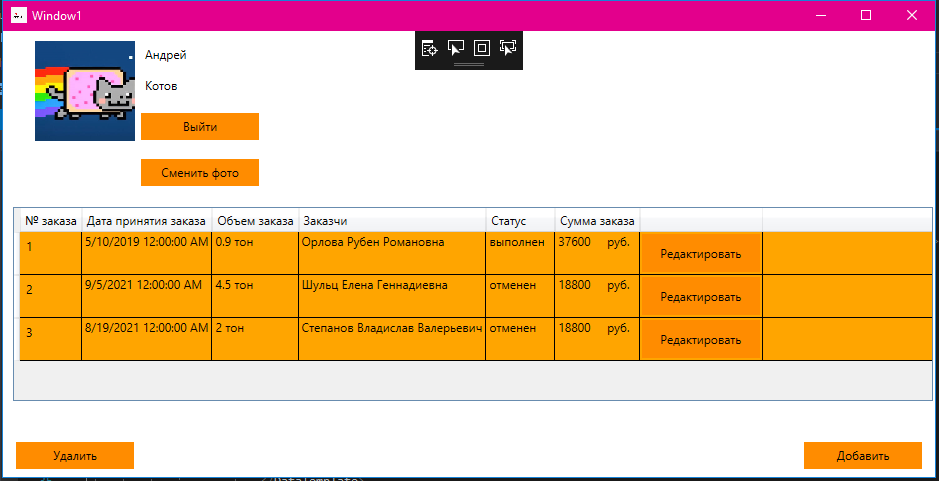 Window1
Андрей
Котов
Выйти
Сменить фото
№ заказа Дата принятия заказа Объем заказа Заказчи Статус Сумма заказа
1 5/10/2019 12:00:00 AM 0.9 тон Орлова Рубен Романовна выполнен 37600 руб. Редактировать
2 9/5/2021 12:00:00 AM 4.5 тон Шульц Елена Геннадиевна отменен 18800 руб. Редактировать
3 8/19/2021 12:00:00 AM 2 тон Степанов Владислав Валерьевич отменен 18800 руб. Редактировать
Удалить Добавить